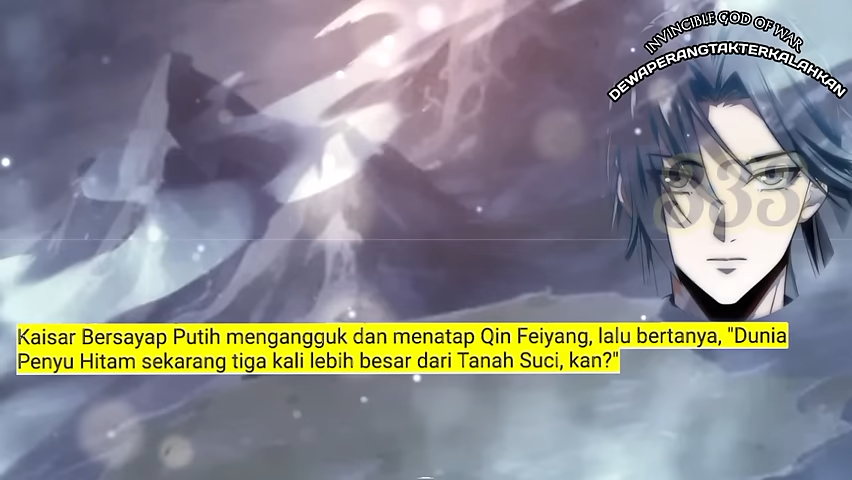 INVINCIBLE GOD OF WAR
DEWAPERANGTAKTERKALAHKAN
333
Kaisar Bersayap Putih mengangguk dan menatap Qin Feiyang, lalu bertanya, "Dunia
Penyu Hitam sekarang tiga kali lebih besar dari Tanah Suci, kan?"